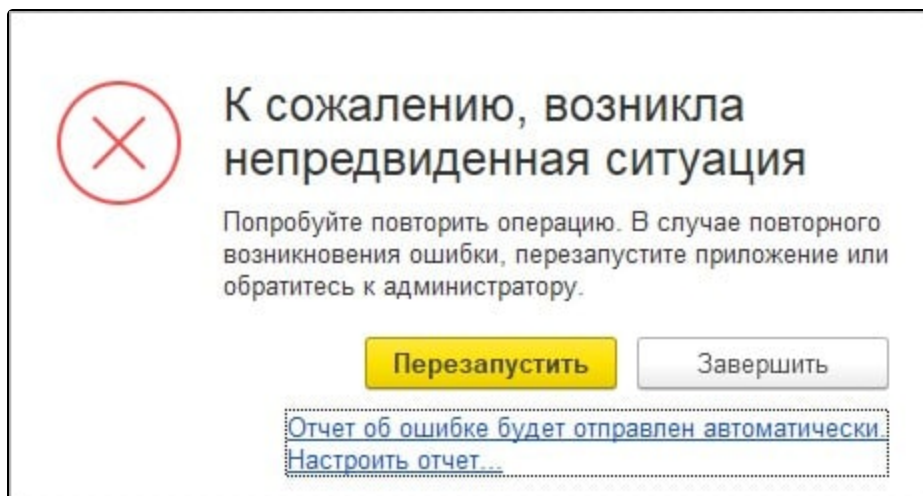 К сожалению, возникла
непредвиденная ситуация
Попробуйте повторить операцию. В случае повторного
возникновения ошибки, перезапустите приложение или
обратитесь к администратору.
Перезапустить
Завершить
Отчет об ошибке будет отправлен автоматически.
Настроить отчет...